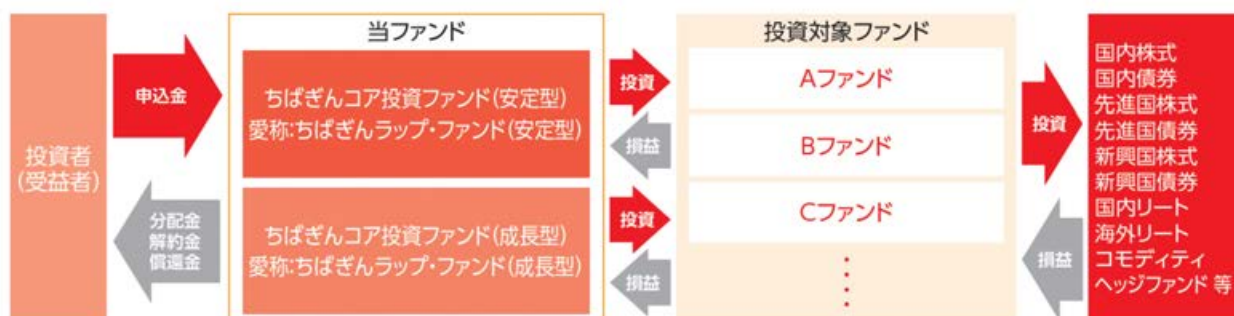 投資者
(受益者)
申込金
分配金
解約金
償還金
当ファンド
ちばぎんコア投資ファンド(安定型)
愛称:ちばぎんラップ・ファンド(安定型)
ちばぎんコア投資ファンド(成長型)
愛称:ちばぎんラップ・ファンド(成長型)
投資
損益
投資
損益
投資対象ファンド
Aファンド
Bファンド
Cファンド
投資
損益
国内株式
国内債券
先進国株式
先進国債券
新興国株式
新興国債券
国内リート
海外リート
コモディティ
ヘッジファンド 等